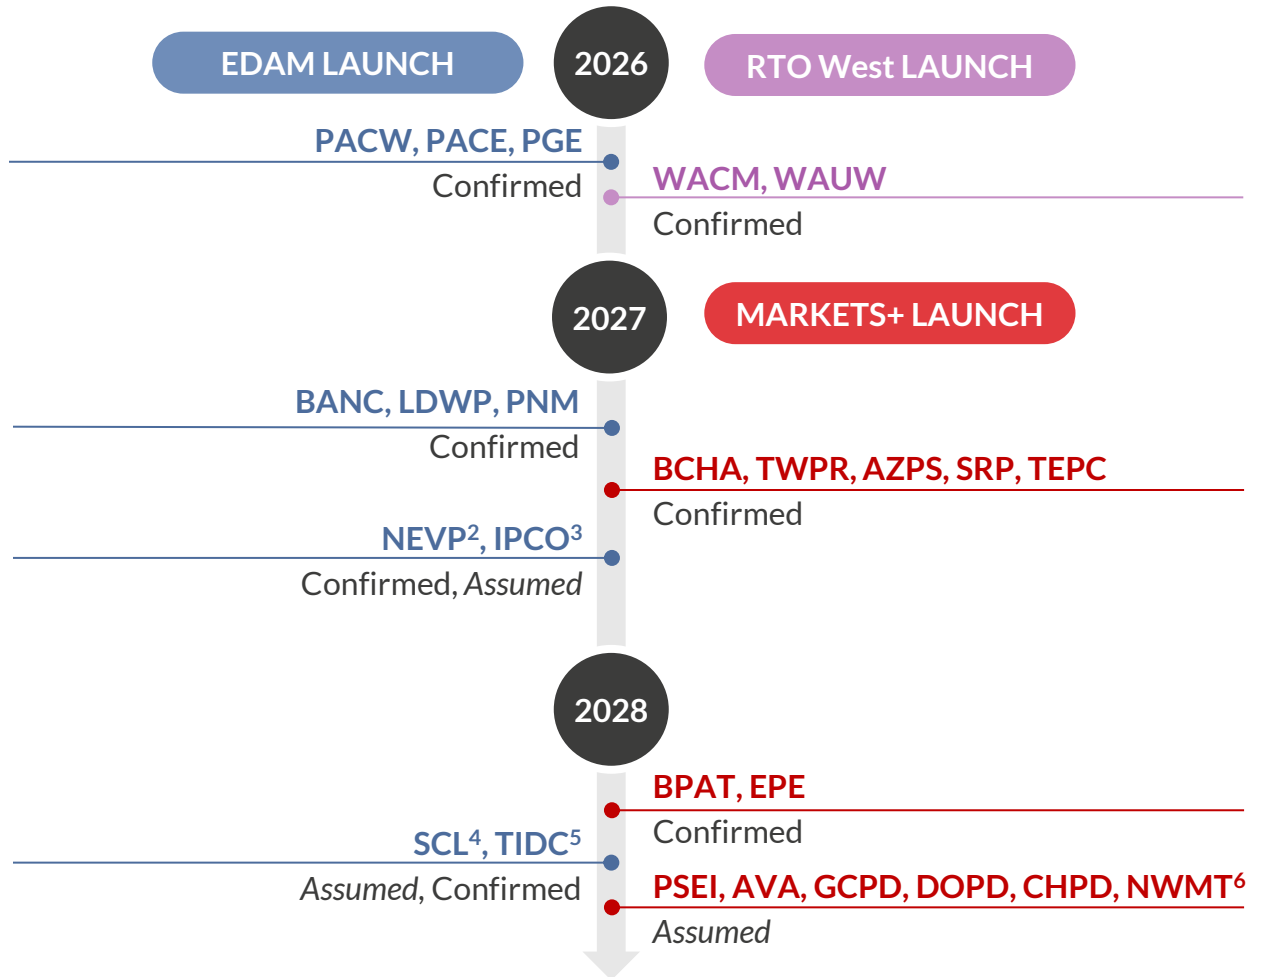 2026
EDAM LAUNCH
RTO West LAUNCH
PACW, PACE, PGE
Confirmed
WACM, WAUW
Confirmed
2027
MARKETS+ LAUNCH
BANC, LDWP, PNM
Confirmed
BCHA, TWPR, AZPS, SRP, TEPC
Confirmed
NEVP², IPCO³
Confirmed, Assumed
2028
BPAT, EPE
Confirmed
SCL⁴, TIDC⁵
Assumed, Confirmed
PSEI, AVA, GCPD, DOPD, CHPD, NWMT⁶
Assumed